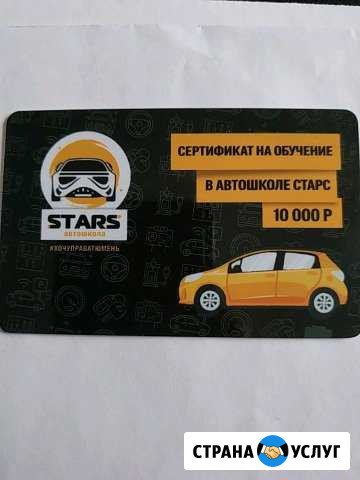 STARS
автошкола
#ХОЧУПРАВАТЮМЕНЬ
СЕРТИФИКАТ НА ОБУЧЕНИЕ
В АВТОШКОЛЕ СТАРС
10 000 Р
СТРАНА УСЛУГ